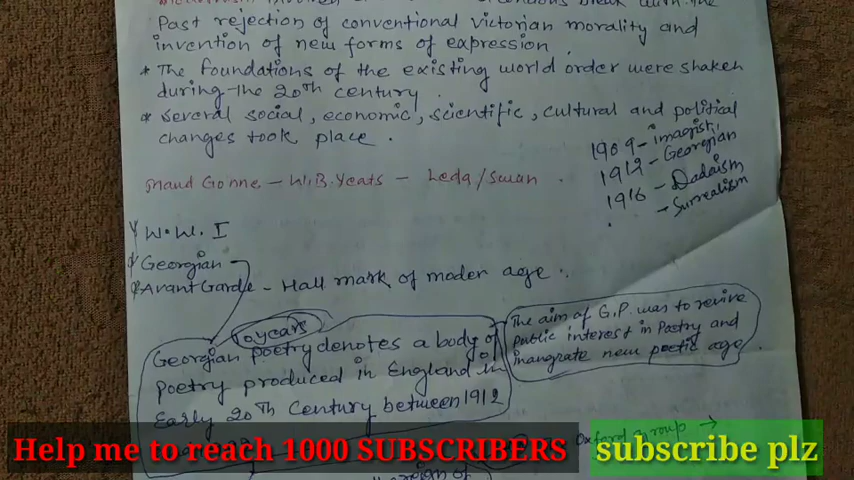 Past rejection of conventional victorian morality and
invention of new forms of expression.
* The foundations of the existing world order were shaken
during the 20th century.
* Several social, economic, scientific, cultural and political
changes took place.
1909 - imagist,
1912 - Georgian
1916 - Dadaism
- Surrealism
Maud Gonne - W.B. Yeats - Leda/Swan.
W.W. I
Georgian
Avant Garde - Hall mark of moder age.
10 years
Georgian poetry denotes a body of
poetry produced in England in
Early 20th Century between 1912
The aim of G.P. was to revive
public interest in Poetry and
inangrate new poetic age.
Oxford Group →
reign of
Help me to reach 1000 SUBSCRIBERS
subscribe plz